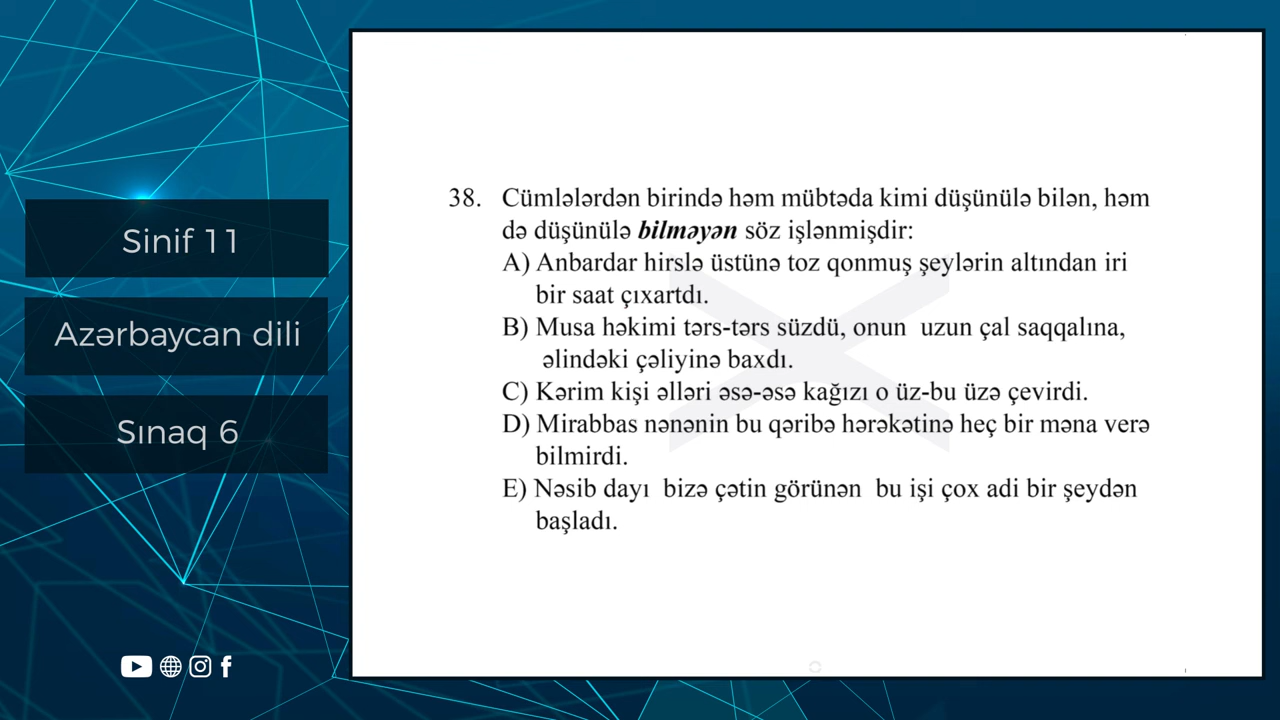 Sinif 11
Azərbaycan dili
Sınaq 6
38. Cümlələrdən birində həm mübtəda kimi düşünülə bilən, həm
də düşünülə bilməyən söz işlənmişdir:
A) Anbardar hirslə üstünə toz qonmuş şeylərin altından iri
bir saat çıxartdı.
B) Musa həkimi tərs-tərs süzdü, onun uzun çal saqqalına,
əlindəki çəliyinə baxdı.
C) Kərim kişi əlləri əsə-əsə kağızı o üz-bu üzə çevirdi.
D) Mirabbas nənənin bu qəribə hərəkətinə heç bir məna verə
bilmirdi.
E) Nəsib dayı bizə çətin görünən bu işi çox adi bir şeydən
başladı.